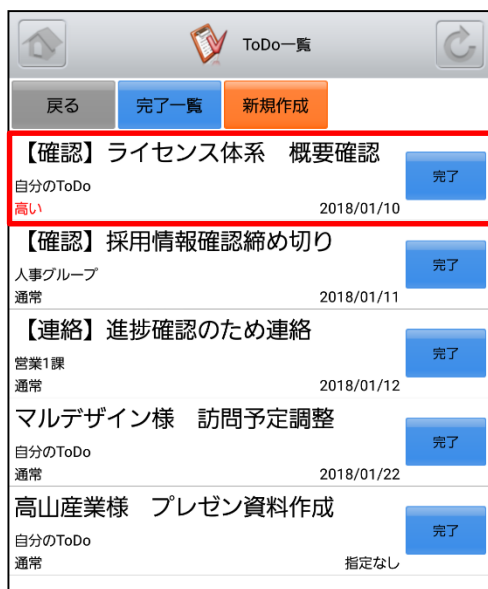 ToDo一覧
戻る 完了一覧 新規作成
【確認】ライセンス体系　概要確認
自分のToDo
完了
高い 2018/01/10
【確認】採用情報確認締め切り
人事グループ
完了
通常 2018/01/11
【連絡】進捗確認のため連絡
営業1課
完了
通常 2018/01/12
マルデザイン様　訪問予定調整
自分のToDo
完了
通常 2018/01/22
高山産業様　プレゼン資料作成
自分のToDo
完了
通常 指定なし